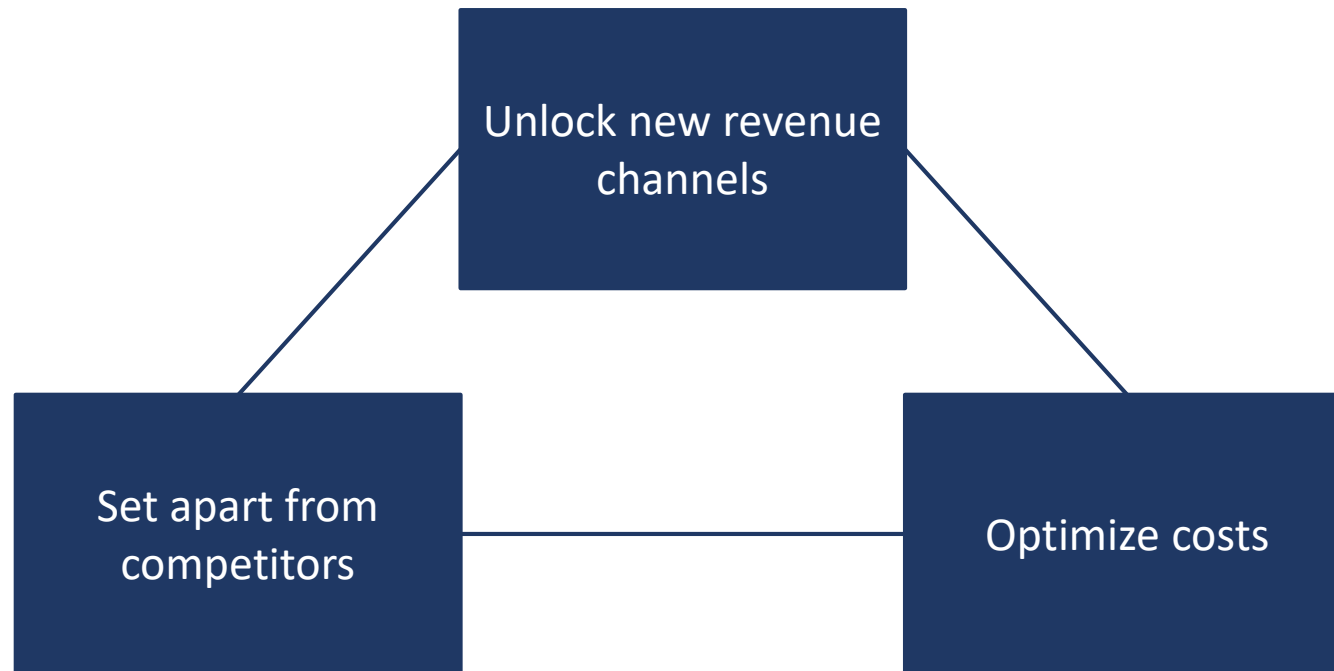 Unlock new revenue
channels
Set apart from
competitors
Optimize costs